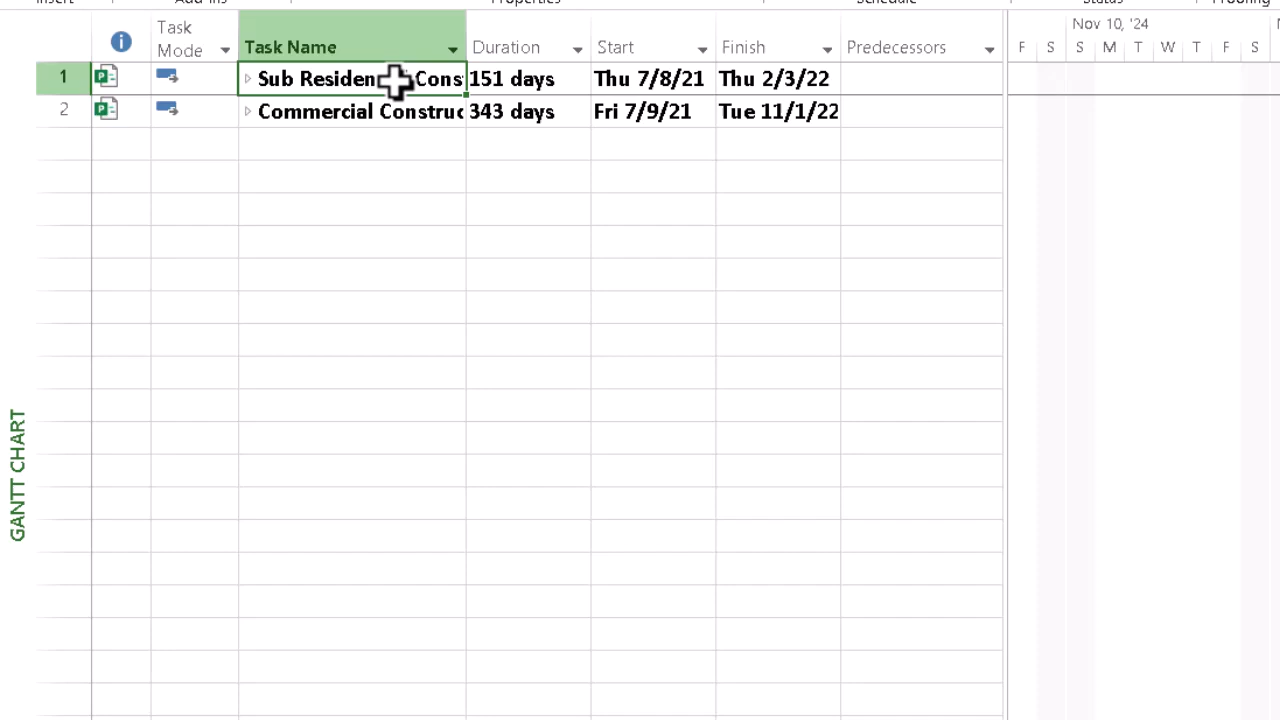 Nov 10, '24
Task
Mode
Task Name
Duration
Start
Finish
Predecessors
F S S M T W T F S
1 Sub Residen Cons 151 days Thu 7/8/21 Thu 2/3/22
2 Commercial Construc 343 days Fri 7/9/21 Tue 11/1/22
GANTT CHART